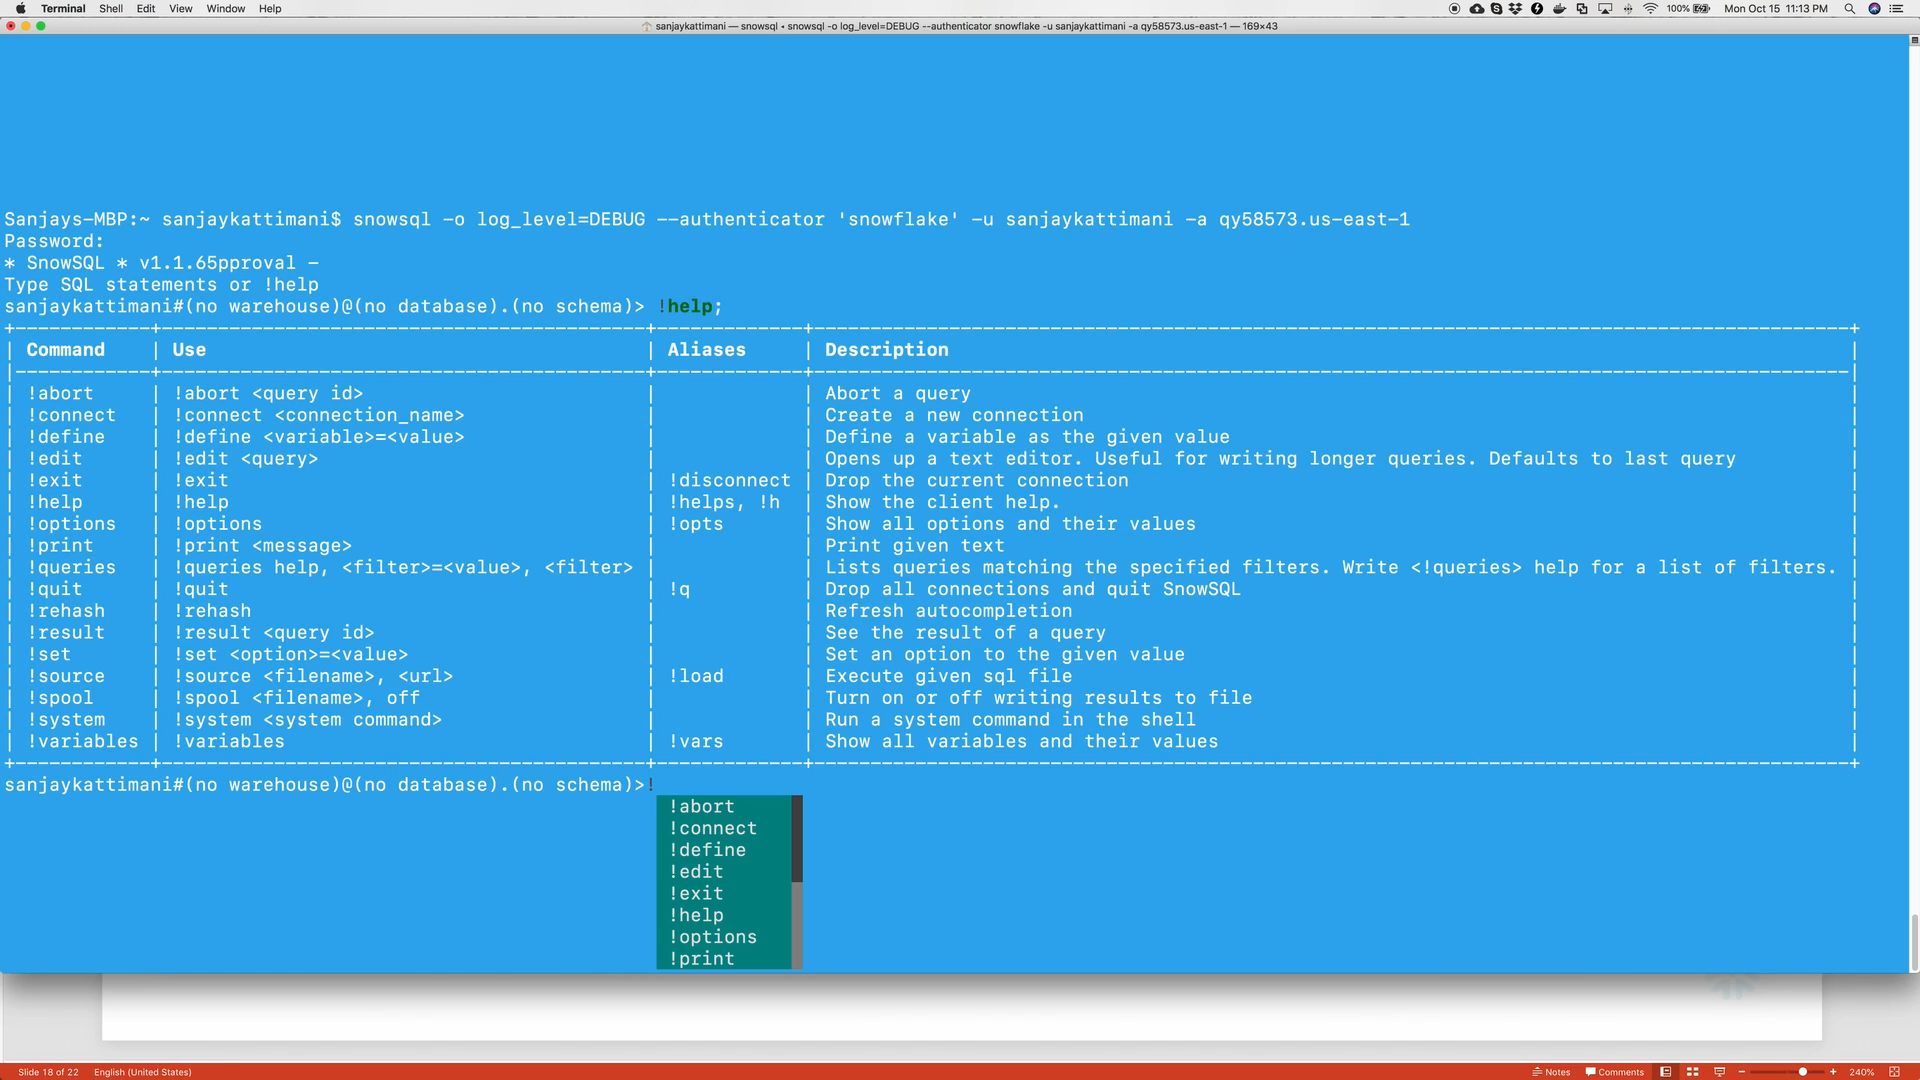 Terminal Shell Edit View Window Help 100% Mon Oct 15 11:13 PM
sanjaykattimani — snowsql • snowsql -o log_level=DEBUG --authenticator snowflake -u sanjaykattimani -a qy58573.us-east-1 — 169×43
Sanjays-MBP:~ sanjaykattimani$ snowsql -o log_level=DEBUG --authenticator 'snowflake' -u sanjaykattimani -a qy58573.us-east-1
Password:
* SnowSQL * v1.1.65pproval -
Type SQL statements or !help
sanjaykattimani#(no warehouse)@(no database).(no schema)> !help;
| Command | Use | Aliases | Description |
| !abort | !abort <query id> | | Abort a query |
| !connect | !connect <connection_name> | | Create a new connection |
| !define | !define <variable>=<value> | | Define a variable as the given value |
| !edit | !edit <query> | | Opens up a text editor. Useful for writing longer queries. Defaults to last query |
| !exit | !exit | !disconnect | Drop the current connection |
| !help | !help | !helps, !h | Show the client help. |
| !options | !options | !opts | Show all options and their values |
| !print | !print <message> | | Print given text |
| !queries | !queries help, <filter>=<value>, <filter> | | Lists queries matching the specified filters. Write <!queries> help for a list of filters. |
| !quit | !quit | !q | Drop all connections and quit SnowSQL |
| !rehash | !rehash | | Refresh autocompletion |
| !result | !result <query id> | | See the result of a query |
| !set | !set <option>=<value> | | Set an option to the given value |
| !source | !source <filename>, <url> | !load | Execute given sql file |
| !spool | !spool <filename>, off | | Turn on or off writing results to file |
| !system | !system <system command> | | Run a system command in the shell |
| !variables | !variables | !vars | Show all variables and their values |
sanjaykattimani#(no warehouse)@(no database).(no schema)>!
!abort
!connect
!define
!edit
!exit
!help
!options
!print
Slide 18 of 22 English (United States) Notes Comments 240%